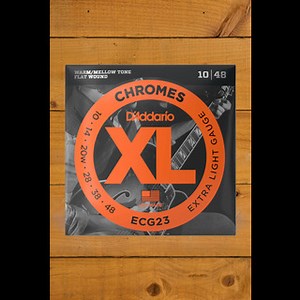 WARM/MELLOW TONE
FLAT WOUND
10 | 48
CHROMES
D'Addario
XL
10 · 14 · 20w · 28 · 38 · 48
EXTRA LIGHT GAUGE
ECG23